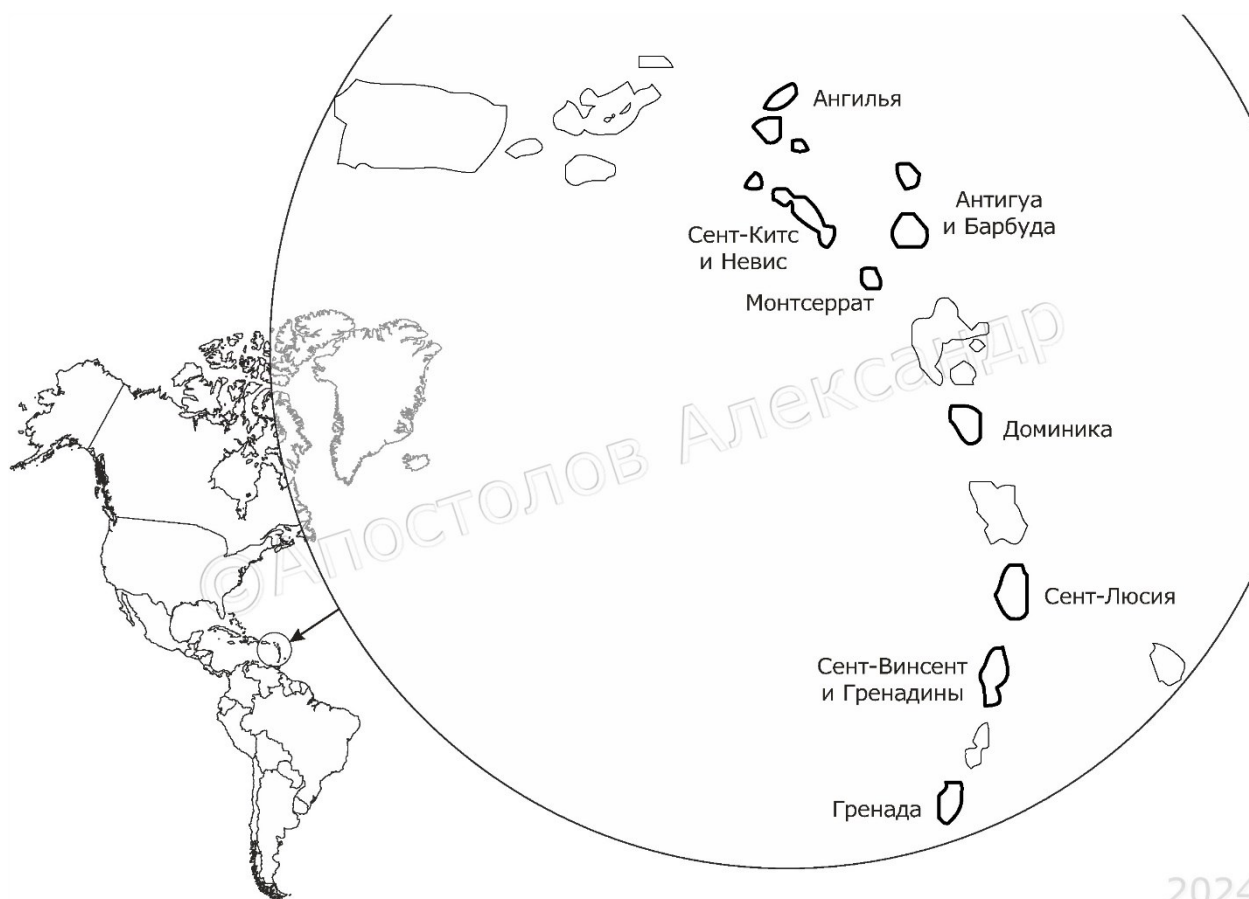 Ангилья
Антигуа
и Барбуда
Сент-Китс
и Невис
Монтсеррат
©Апостолов Александр
Доминика
Сент-Люсия
Сент-Винсент
и Гренадины
Гренада
2024